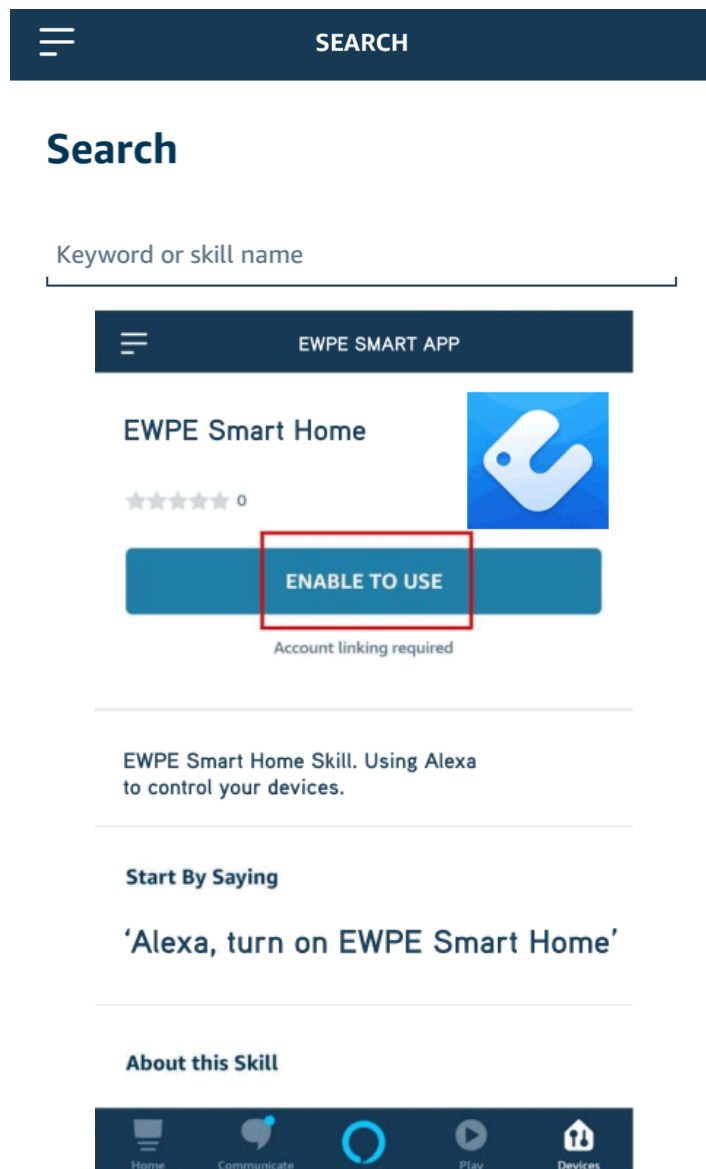 SEARCH
Search
Keyword or skill name
EWPE SMART APP
EWPE Smart Home
0
ENABLE TO USE
Account linking required
EWPE Smart Home Skill. Using Alexa
to control your devices.
Start By Saying
‘Alexa, turn on EWPE Smart Home’
About this Skill
Home Communicate Play Devices